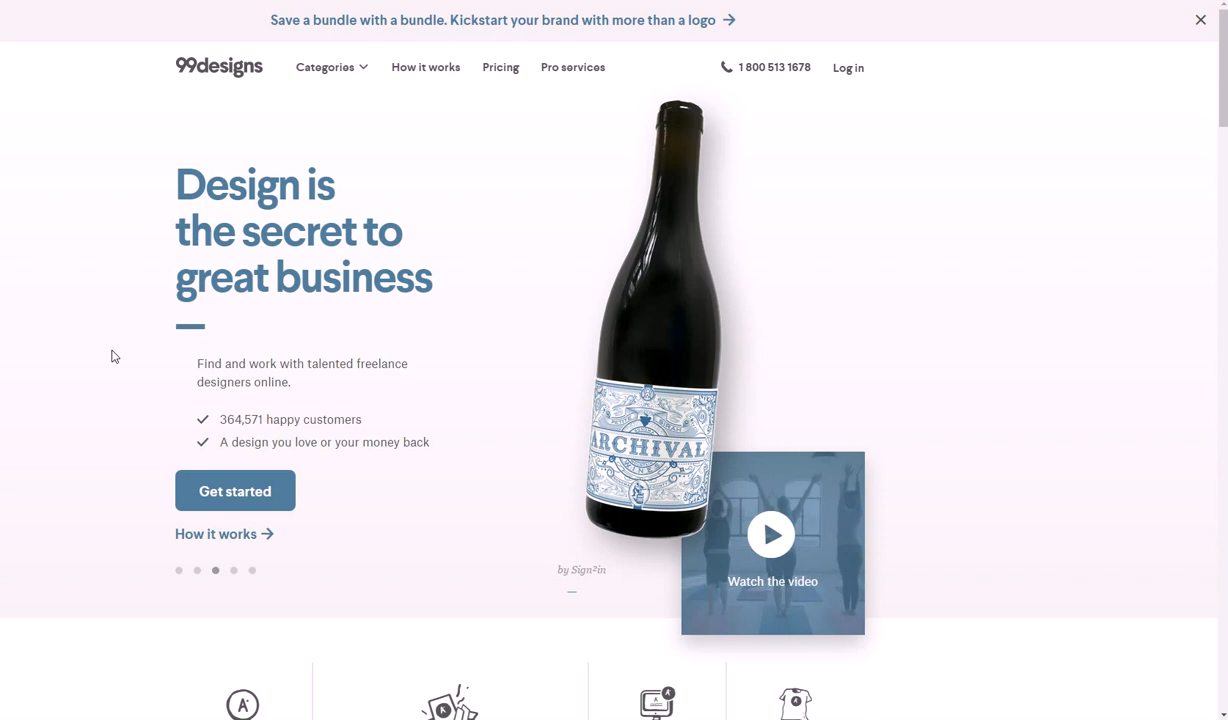 Save a bundle with a bundle. Kickstart your brand with more than a logo →
99designs
Categories
How it works
Pricing
Pro services
1 800 513 1678
Log in
Design is
the secret to
great business
Find and work with talented freelance
designers online.
364,571 happy customers
A design you love or your money back
Get started
How it works →
ARCHIVAL
WINES
by Sign²in
Watch the video